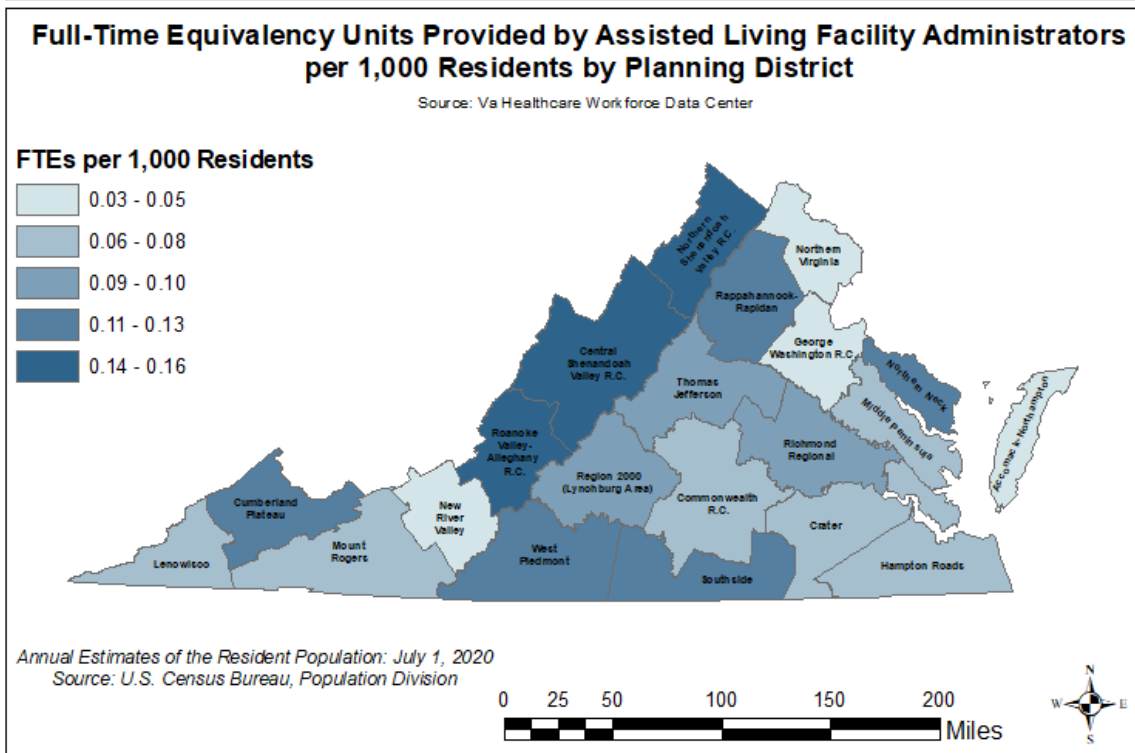 Full-Time Equivalency Units Provided by Assisted Living Facility Administrators
per 1,000 Residents by Planning District
Source: Va Healthcare Workforce Data Center
FTEs per 1,000 Residents
0.03 - 0.05
0.06 - 0.08
0.09 - 0.10
0.11 - 0.13
0.14 - 0.16
Northern
Shenandoah
Valley R.C.
Northern
Virginia
Rappahannock-
Rapidan
Central
Shenandoah
Valley R.C.
George
Washington R.C.
Northern Neck
Thomas
Jefferson
Middle peninsura
Accomack-Northampton
Roanoke
Valley-
Alleghany
R.C.
Richmond
Regional
Region 2000
(Lynchburg Area)
Commonwealth
R.C.
Cumberland
Plateau
New
River
Valley
Crater
Mount
Rogers
West
Piedmont
Lenowisco
Southside
Hampton Roads
Annual Estimates of the Resident Population: July 1, 2020
Source: U.S. Census Bureau, Population Division
0 25 50 100 150 200
Miles
N
W E
S